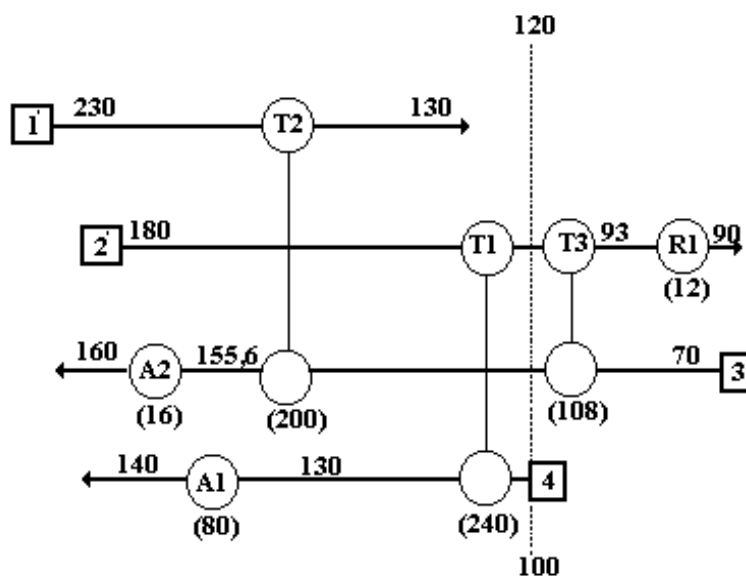 120
1' 230 T2 130
2' 180 T1 T3 93 R1 90
(12)
160 A2 155,6 70 3
(16) (200) (108)
140 A1 130 4
(80) (240)
100